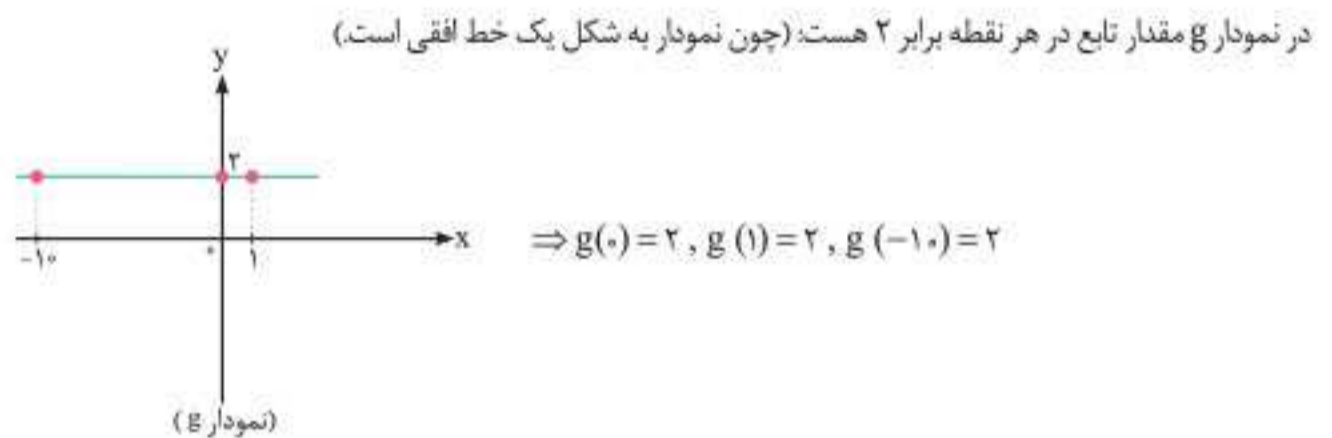 در نمودار g مقدار تابع در هر نقطه برابر ۲ هست: (چون نمودار به شکل یک خط افقی است.)
y
۲
x
-۱۰
۰
۱
⇒ g(۰) = ۲ , g (۱) = ۲ , g (-۱۰) = ۲
(نمودار g)